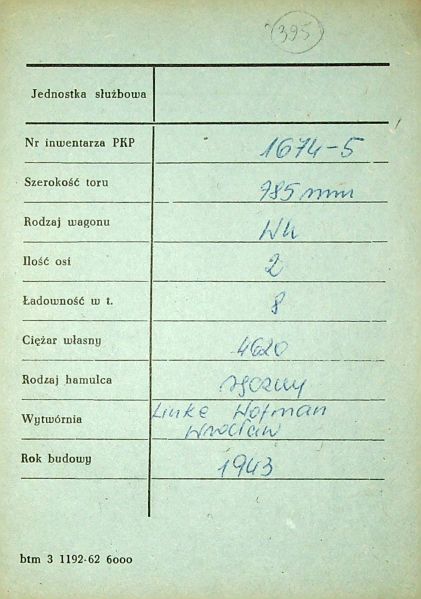 395
Jednostka służbowa
Nr inwentarza PKP 1674-5
Szerokość toru 785 mm
Rodzaj wagonu Wh
Ilość osi 2
Ładowność w t. 8
Ciężar własny 4620
Rodzaj hamulca ręczny
Wytwórnia Linke Hofman
Wrocław
Rok budowy 1943
btm 3 1192-62 6000